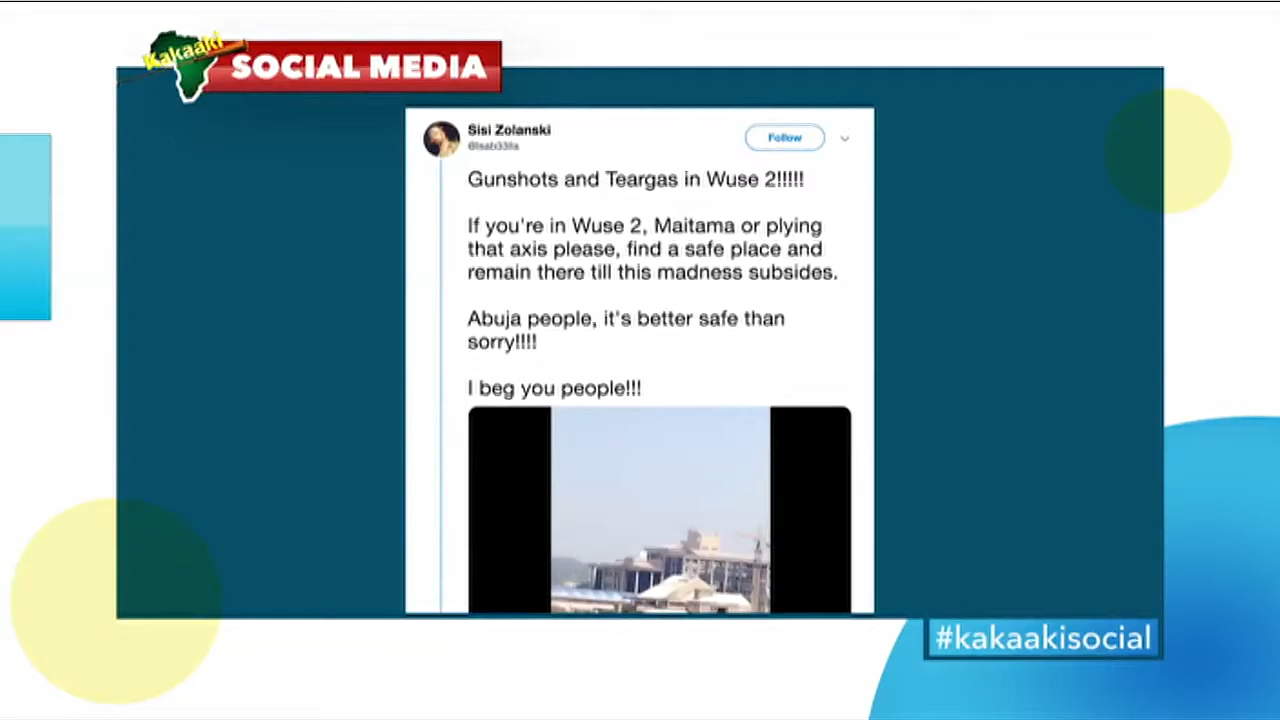 Kakaaki
SOCIAL MEDIA
Sisi Zolanski
Follow
Gunshots and Teargas in Wuse 2!!!!!
If you're in Wuse 2, Maitama or plying
that axis please, find a safe place and
remain there till this madness subsides.
Abuja people, it's better safe than
sorry!!!!
I beg you people!!!
#kakaakisocial